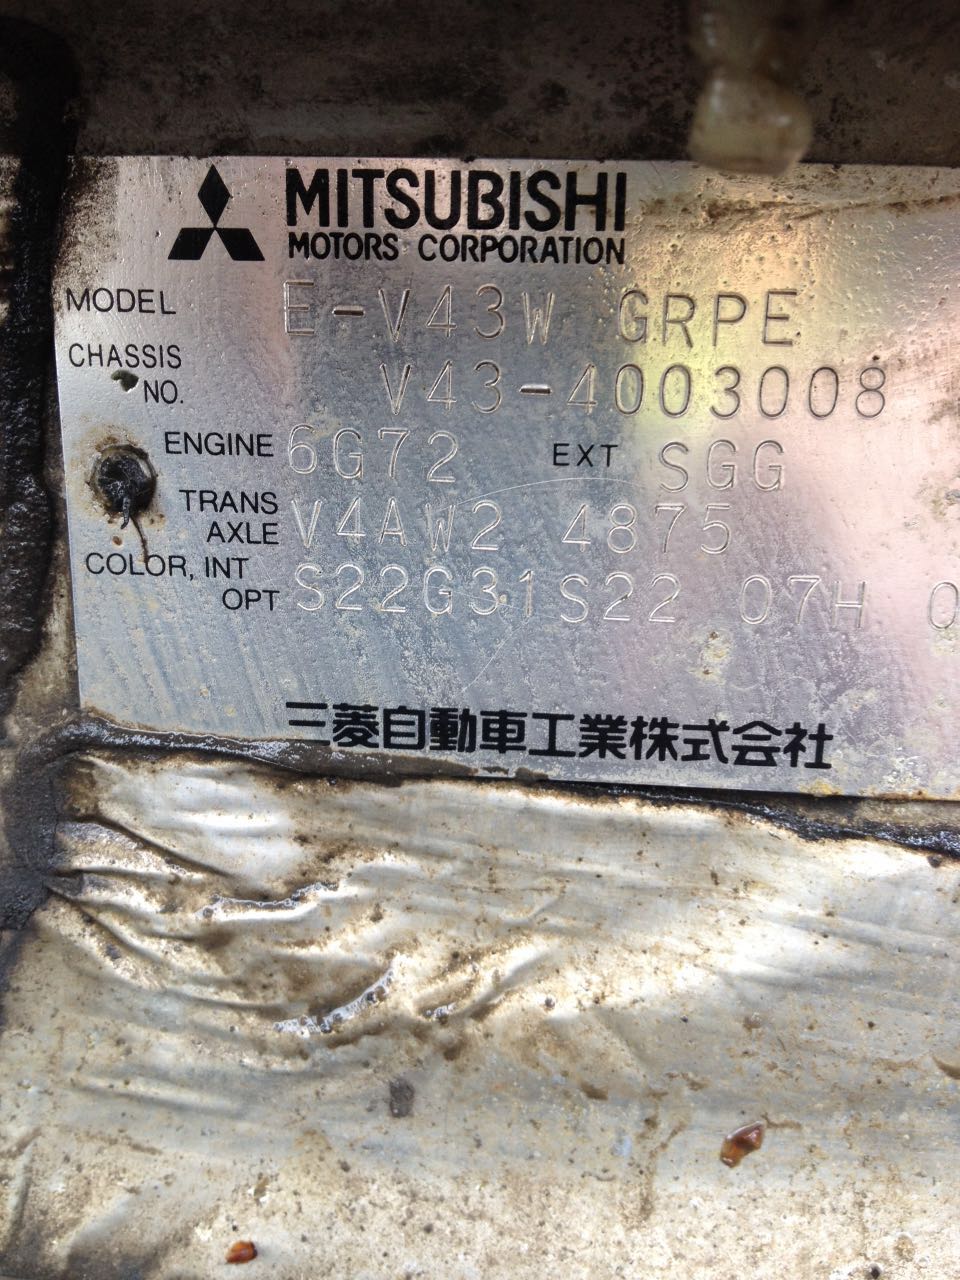 MITSUBISHI
MOTORS CORPORATION
MODEL E-V43W GRPE
CHASSIS NO. V43-4003008
ENGINE 6G72 EXT SGG
TRANS AXLE V4AW2 4875
COLOR, INT OPT S22G31S22 07H 0
三菱自動車工業株式会社